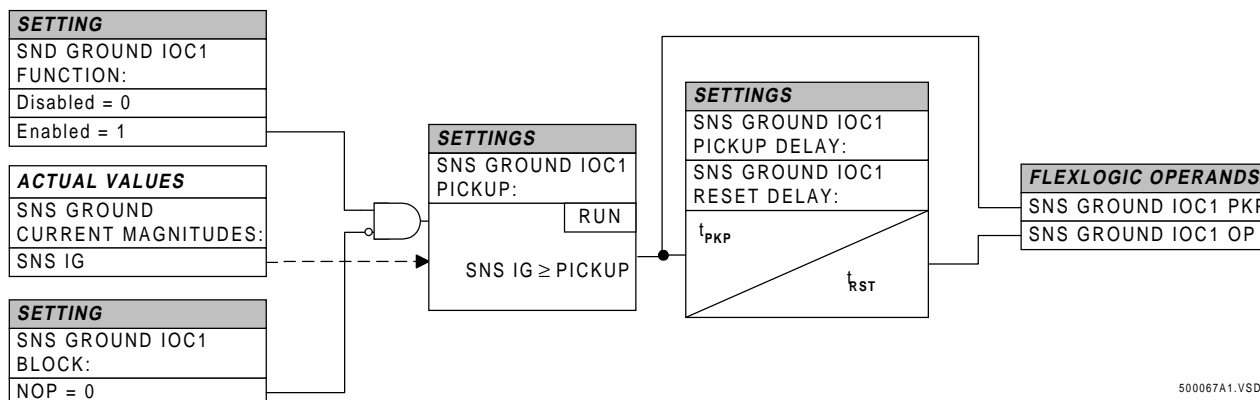 SETTING
SND GROUND IOC1
FUNCTION:
Disabled = 0
Enabled = 1
ACTUAL VALUES
SNS GROUND
CURRENT MAGNITUDES:
SNS IG
SETTING
SNS GROUND IOC1
BLOCK:
NOP = 0
SETTINGS
SNS GROUND IOC1
PICKUP:
RUN
SNS IG ≥ PICKUP
SETTINGS
SNS GROUND IOC1
PICKUP DELAY:
SNS GROUND IOC1
RESET DELAY:
tPKP
tRST
FLEXLOGIC OPERANDS
SNS GROUND IOC1 PKP
SNS GROUND IOC1 OP
500067A1.VSD